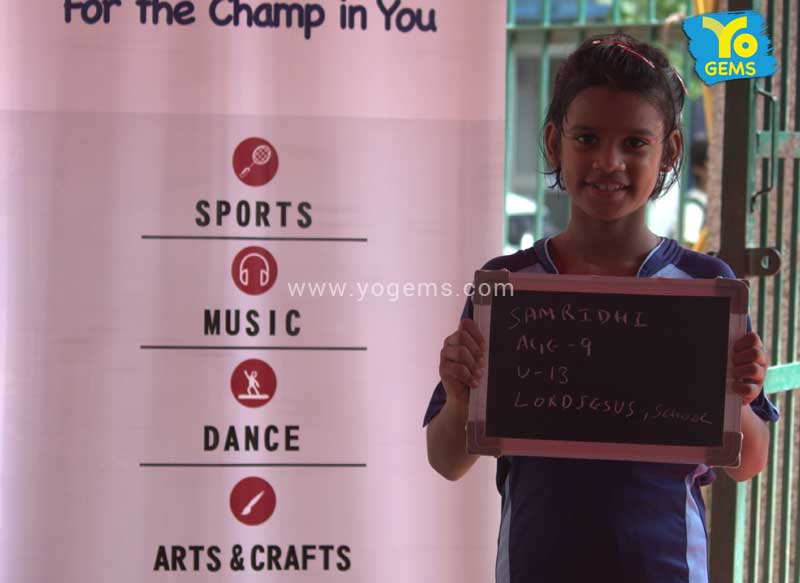 For the Champ in You
Yo
GEMS
SPORTS
MUSIC
DANCE
ARTS & CRAFTS
www.yogems.com
SAMRIDHI
AGE - 9
U - 13
LORDJESUS, SCHOOL